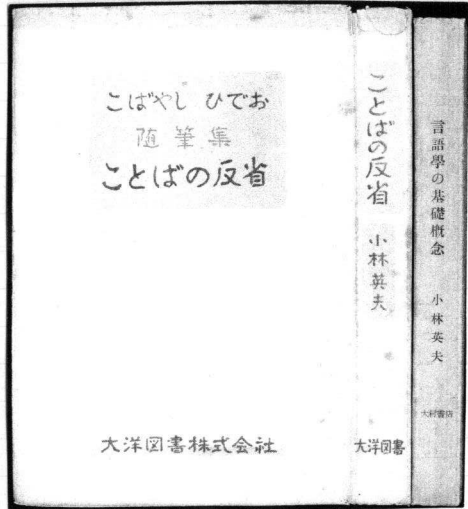 こばやし ひでお
随筆集
ことばの反省
大洋図書株式会社
ことばの反省
小林英夫
大洋図書
言語學の基礎概念
小林英夫